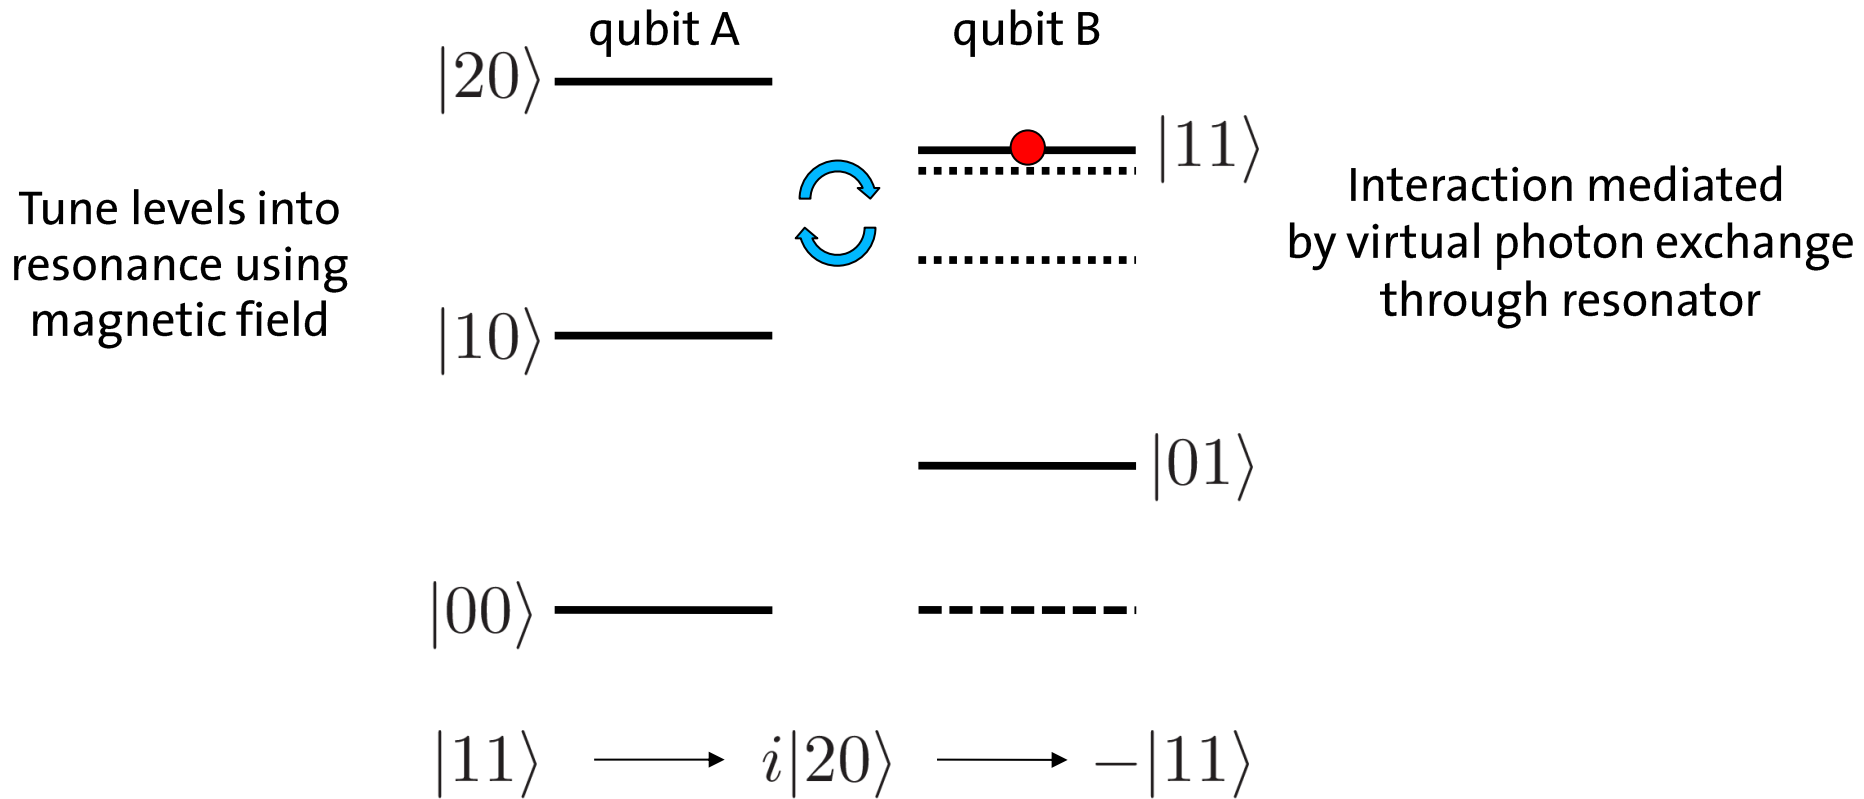 qubit A
qubit B
|20⟩
|11⟩
Tune levels into
resonance using
magnetic field
Interaction mediated
by virtual photon exchange
through resonator
|10⟩
|01⟩
|00⟩
|11⟩ → i|20⟩ → −|11⟩